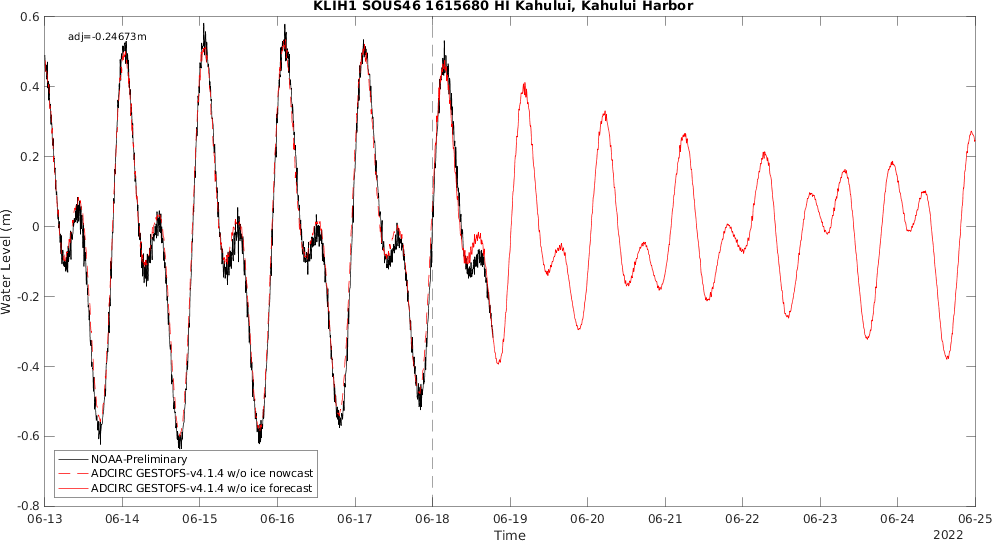 KLIH1 SOUS46 1615680 HI Kahului, Kahului Harbor
adj=-0.24673m
0.6
0.4
0.2
0
-0.2
-0.4
-0.6
-0.8
Water Level (m)
NOAA-Preliminary
ADCIRC GESTOFS-v4.1.4 w/o ice nowcast
ADCIRC GESTOFS-v4.1.4 w/o ice forecast
06-13 06-14 06-15 06-16 06-17 06-18 06-19 06-20 06-21 06-22 06-23 06-24 06-25
Time
2022